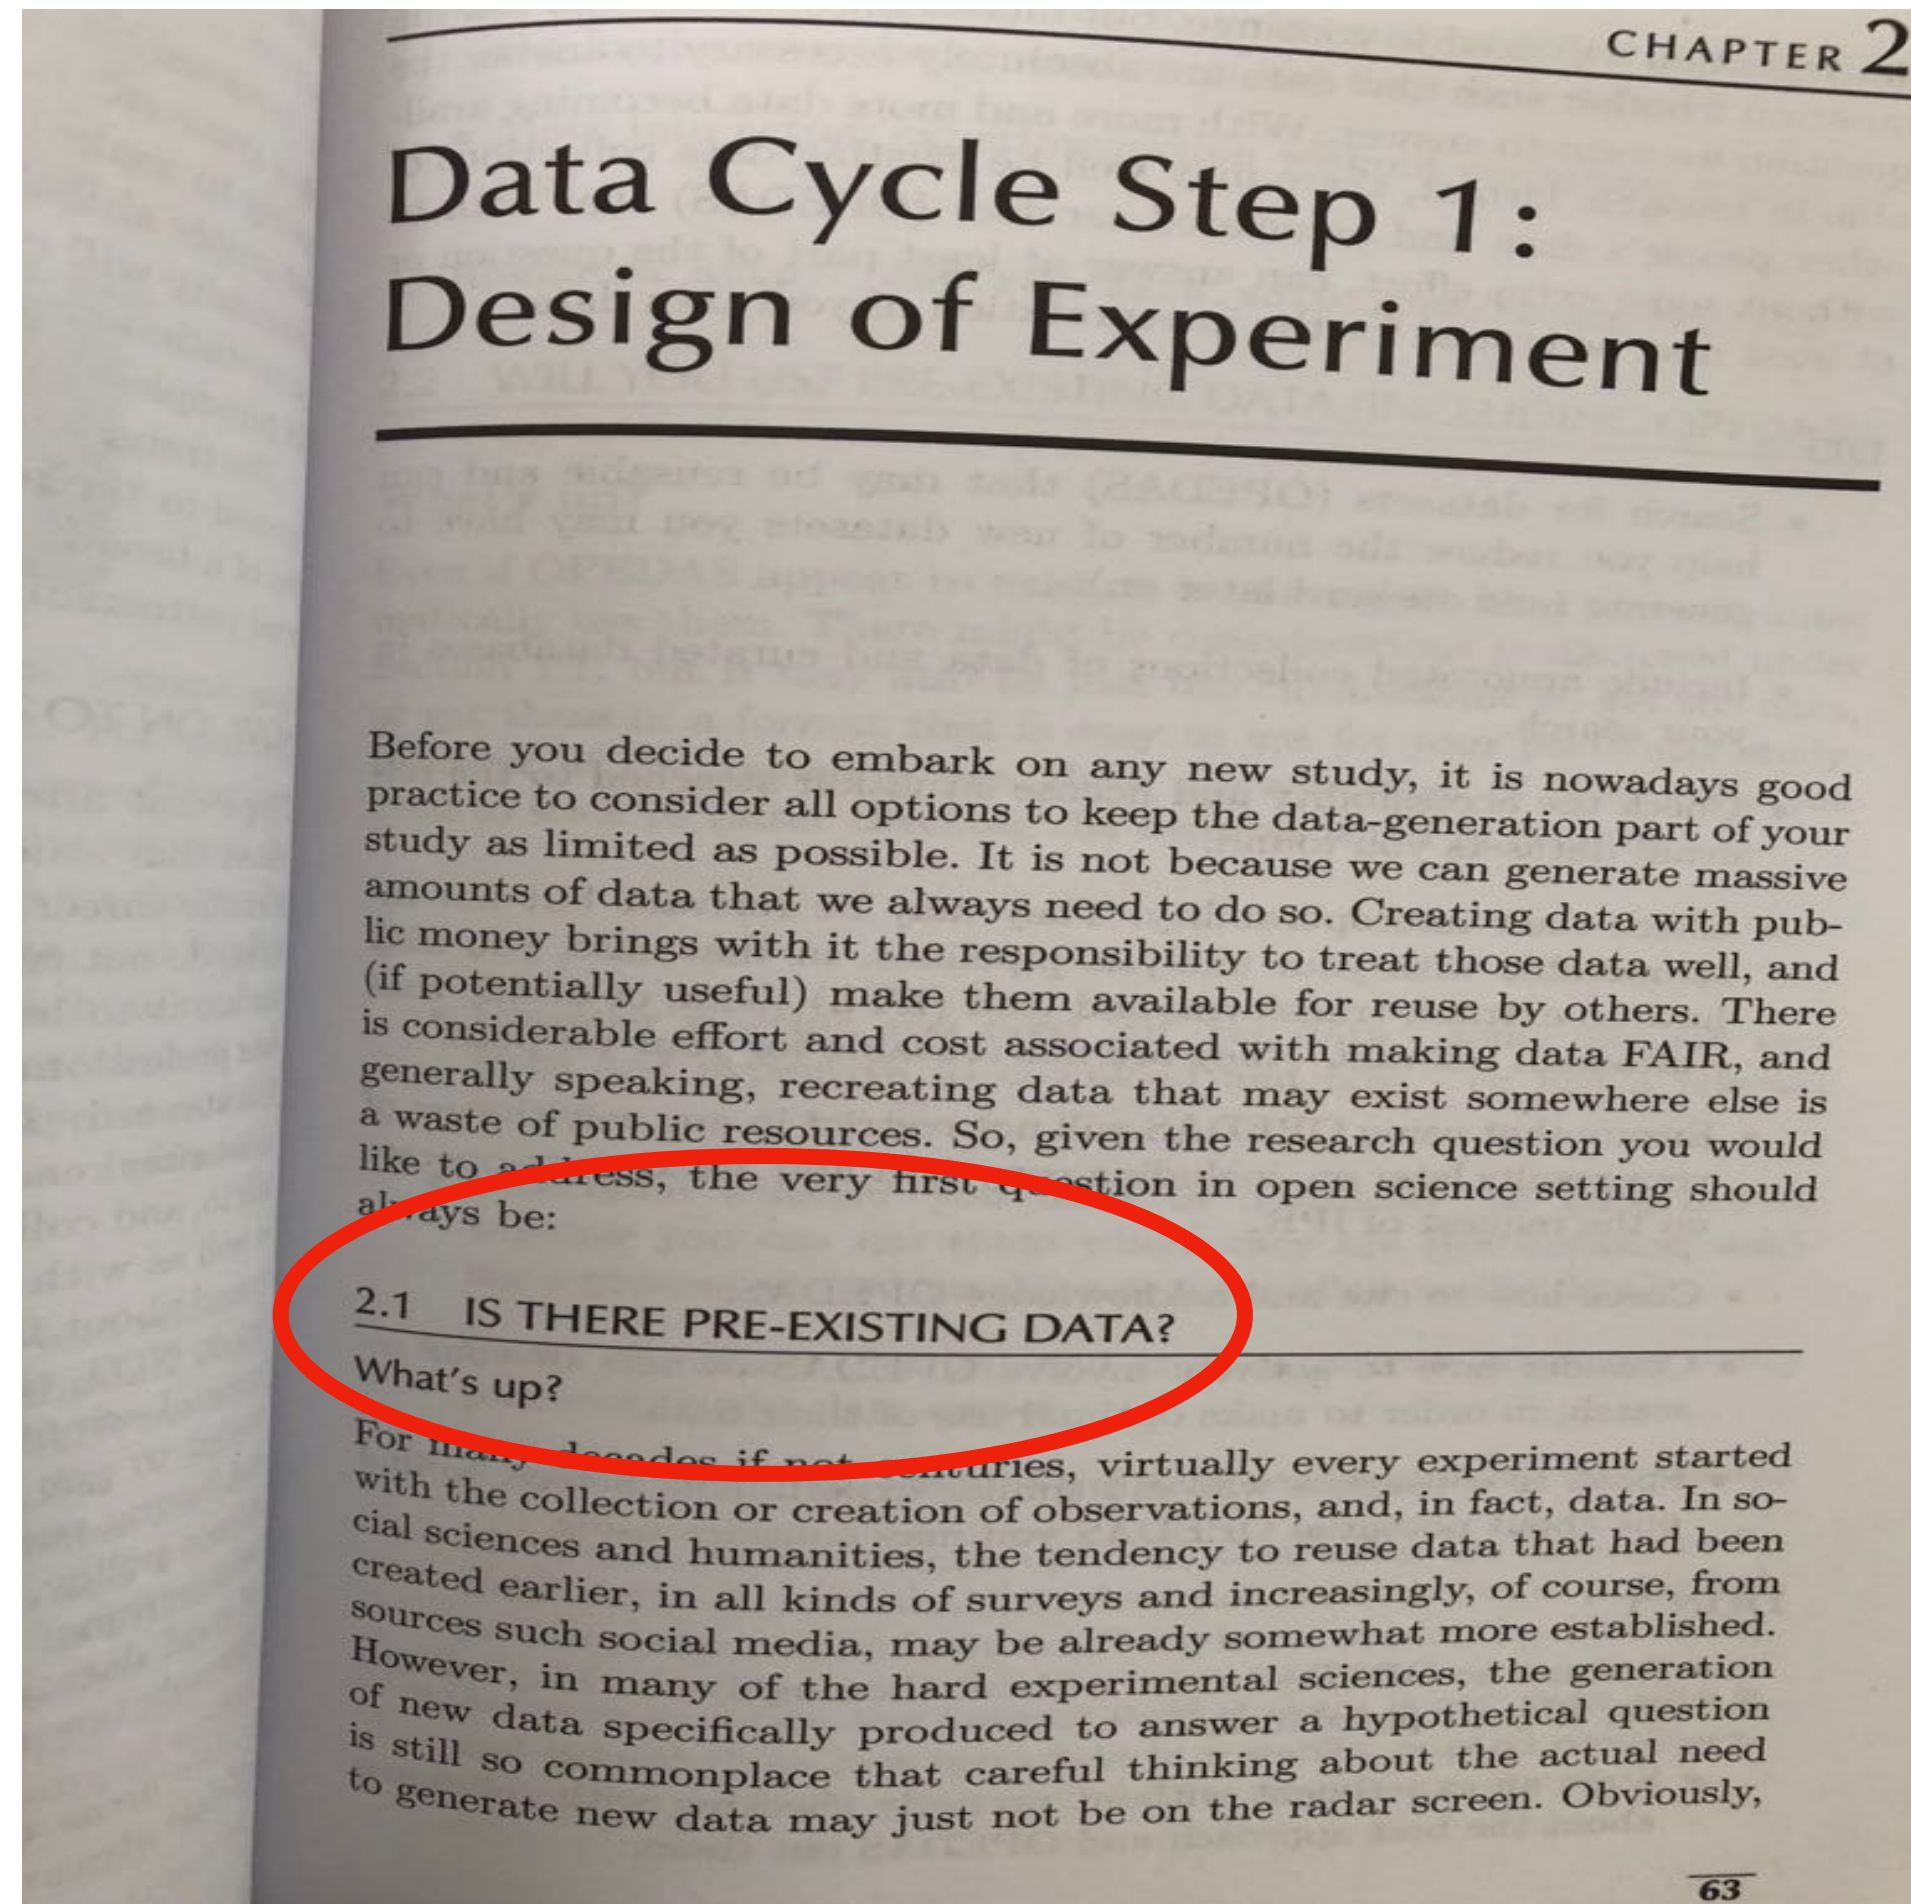 CHAPTER 2
Data Cycle Step 1:
Design of Experiment
Before you decide to embark on any new study, it is nowadays good
practice to consider all options to keep the data-generation part of your
study as limited as possible. It is not because we can generate massive
amounts of data that we always need to do so. Creating data with pub-
lic money brings with it the responsibility to treat those data well, and
(if potentially useful) make them available for reuse by others. There
is considerable effort and cost associated with making data FAIR, and
generally speaking, recreating data that may exist somewhere else is
a waste of public resources. So, given the research question you would
like to address, the very first question in open science setting should
always be:
2.1 IS THERE PRE-EXISTING DATA?
What's up?
For many decades if not centuries, virtually every experiment started
with the collection or creation of observations, and, in fact, data. In so-
cial sciences and humanities, the tendency to reuse data that had been
created earlier, in all kinds of surveys and increasingly, of course, from
sources such social media, may be already somewhat more established.
However, in many of the hard experimental sciences, the generation
of new data specifically produced to answer a hypothetical question
is still so commonplace that careful thinking about the actual need
to generate new data may just not be on the radar screen. Obviously,
63